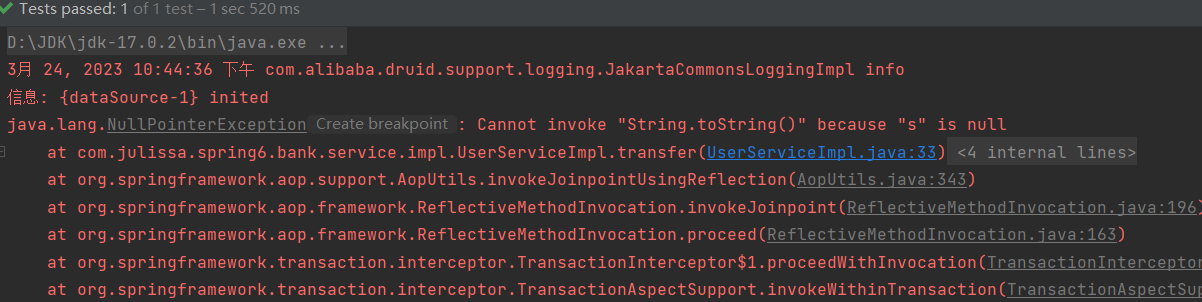 Tests passed: 1 of 1 test – 1 sec 520 ms
D:\JDK\jdk-17.0.2\bin\java.exe ...
3月 24, 2023 10:44:36 下午 com.alibaba.druid.support.logging.JakartaCommonsLoggingImpl info
信息: {dataSource-1} inited
java.lang.NullPointerException Create breakpoint : Cannot invoke "String.toString()" because "s" is null
at com.julissa.spring6.bank.service.impl.UserServiceImpl.transfer(UserServiceImpl.java:33) <4 internal lines>
at org.springframework.aop.support.AopUtils.invokeJoinpointUsingReflection(AopUtils.java:343)
at org.springframework.aop.framework.ReflectiveMethodInvocation.invokeJoinpoint(ReflectiveMethodInvocation.java:196)
at org.springframework.aop.framework.ReflectiveMethodInvocation.proceed(ReflectiveMethodInvocation.java:163)
at org.springframework.transaction.interceptor.TransactionInterceptor$1.proceedWithInvocation(TransactionInterceptor
at org.springframework.transaction.interceptor.TransactionAspectSupport.invokeWithinTransaction(TransactionAspectSu